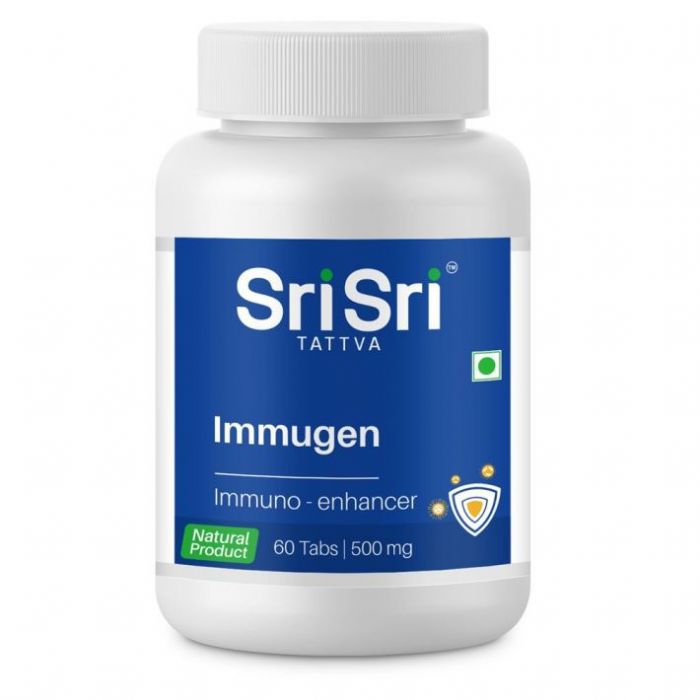 SriSri™
TATTVA
Immugen
Immuno - enhancer
Natural
Product
60 Tabs | 500 mg